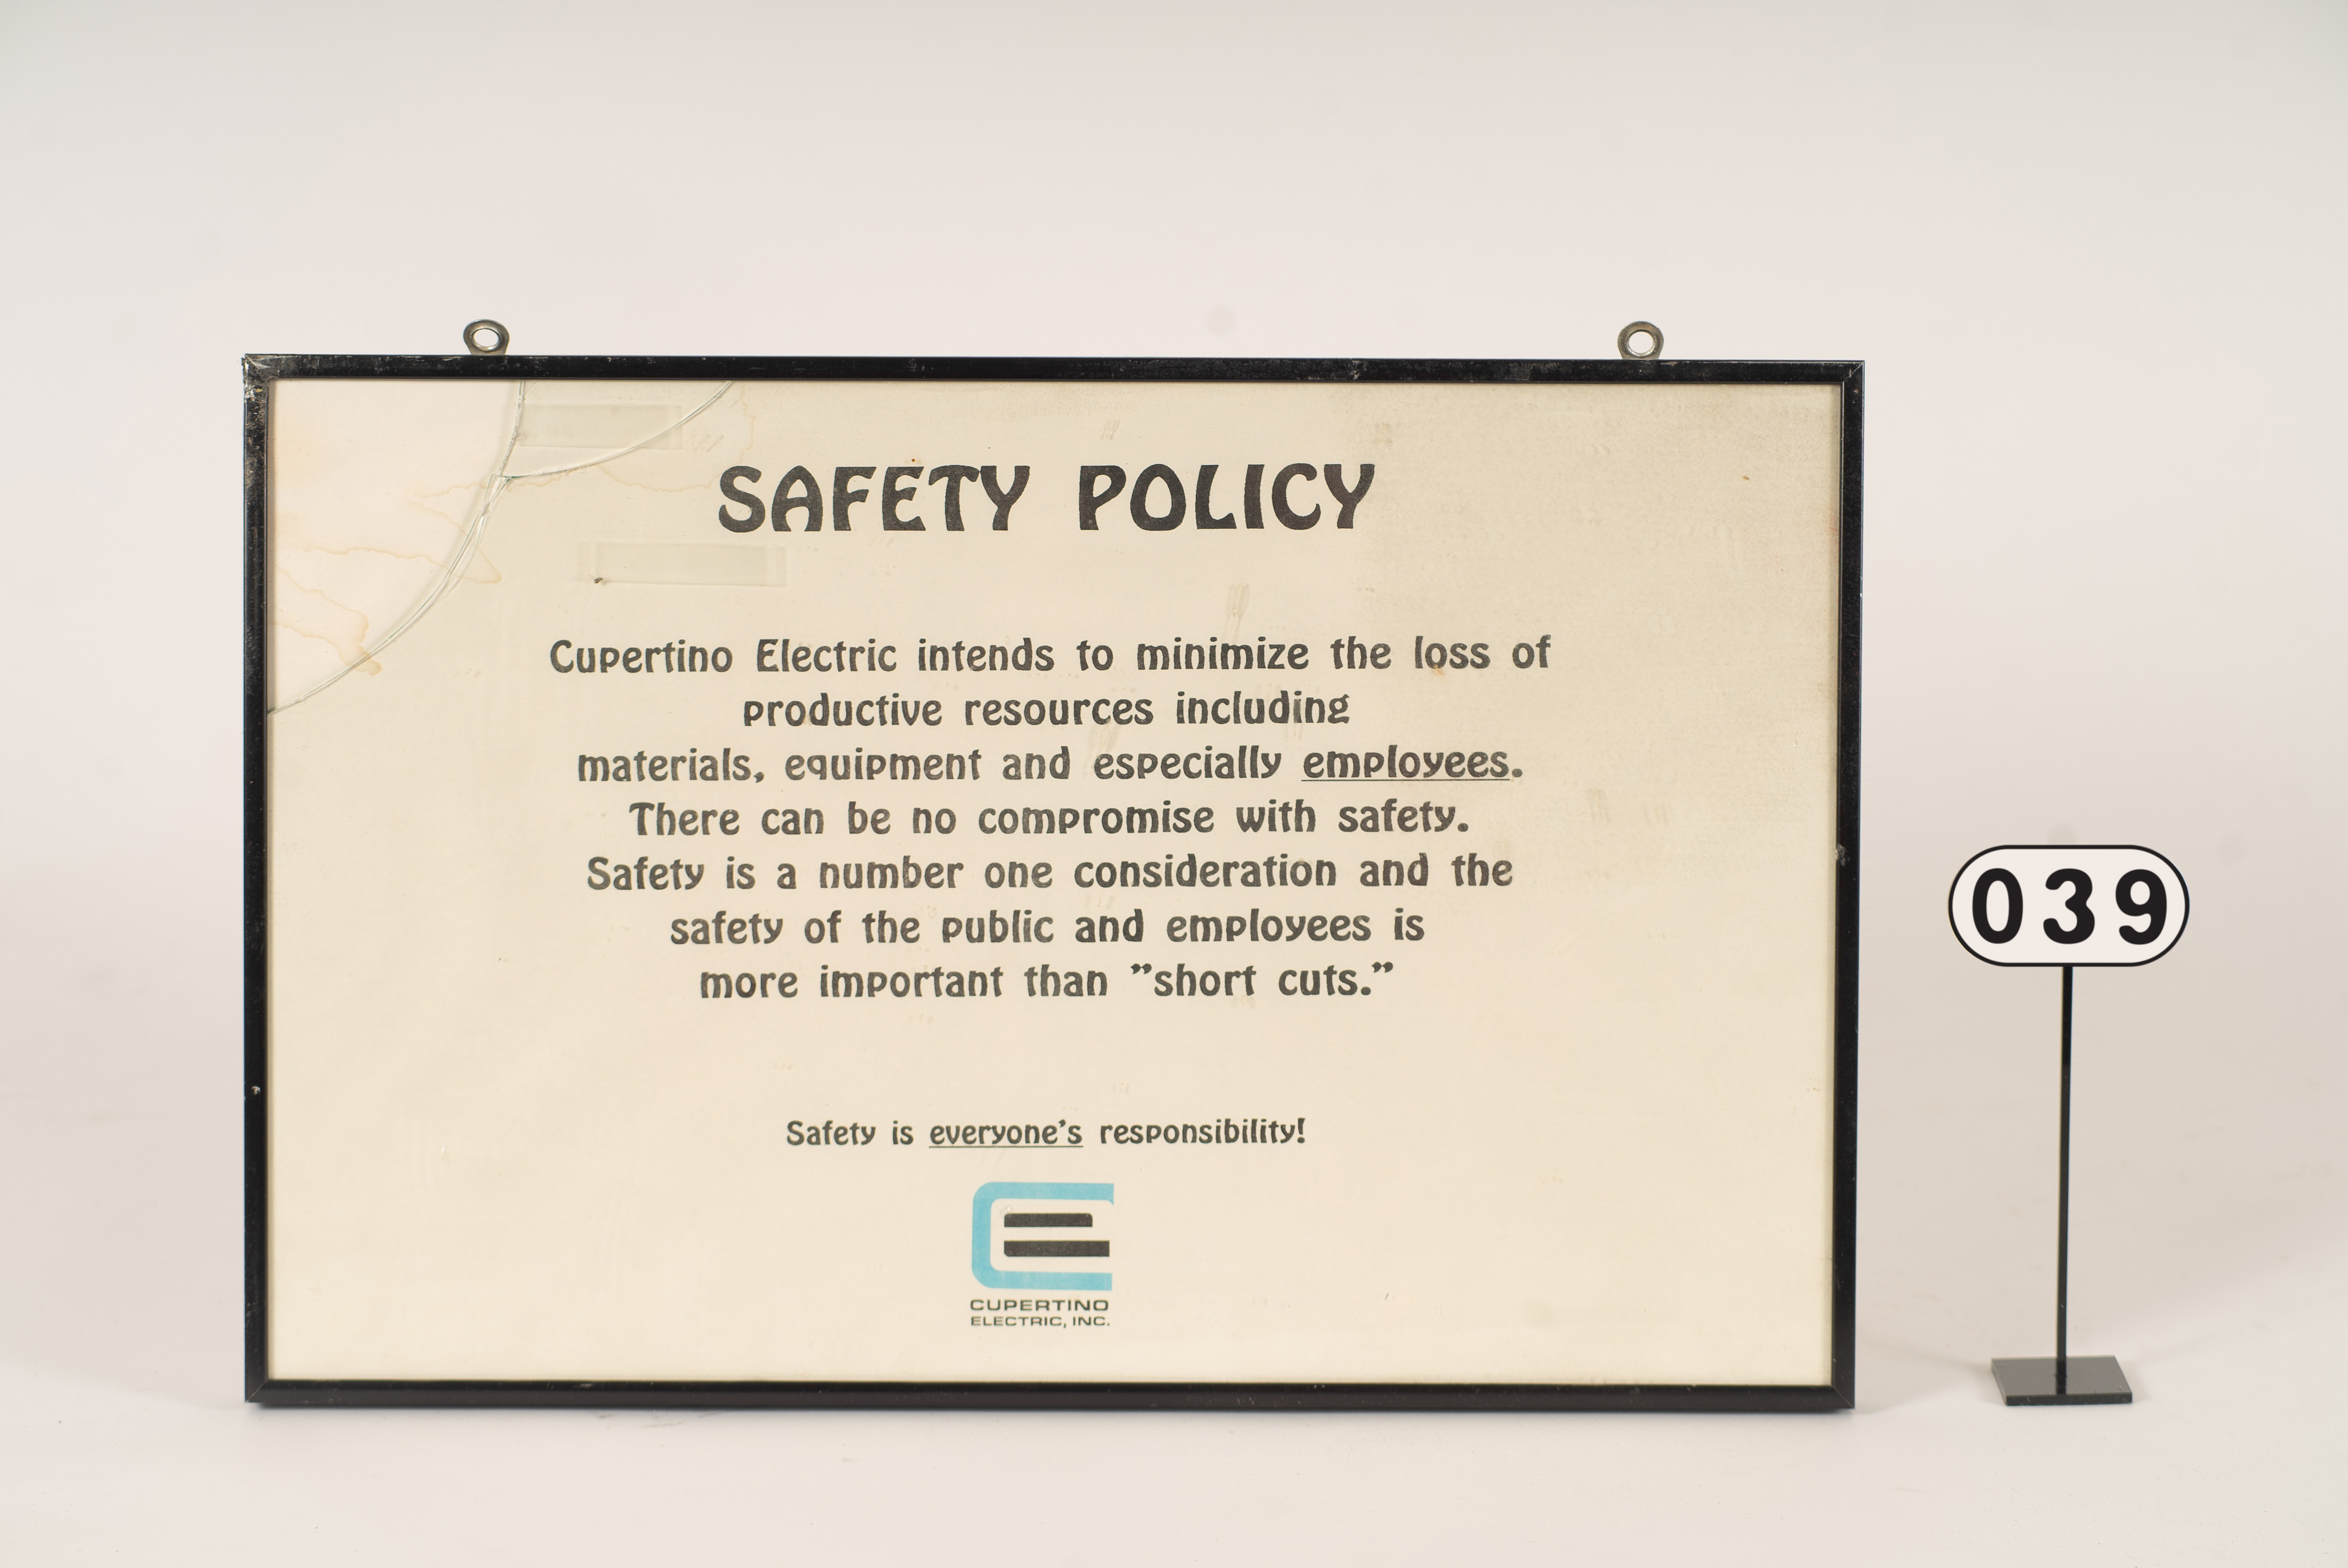 SAFETY POLICY
Cupertino Electric intends to minimize the loss of
productive resources including
materials, equipment and especially employees.
There can be no compromise with safety.
Safety is a number one consideration and the
safety of the public and employees is
more important than ”short cuts.”
Safety is everyone’s responsibility!
CUPERTINO
ELECTRIC, INC.
039